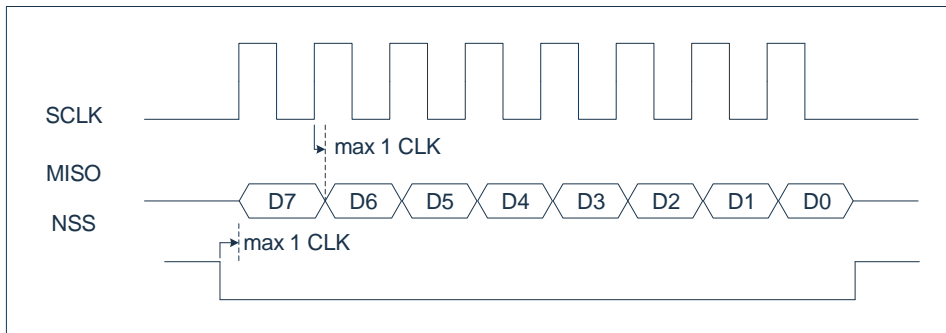 SCLK
max 1 CLK
MISO
D7 D6 D5 D4 D3 D2 D1 D0
NSS
max 1 CLK